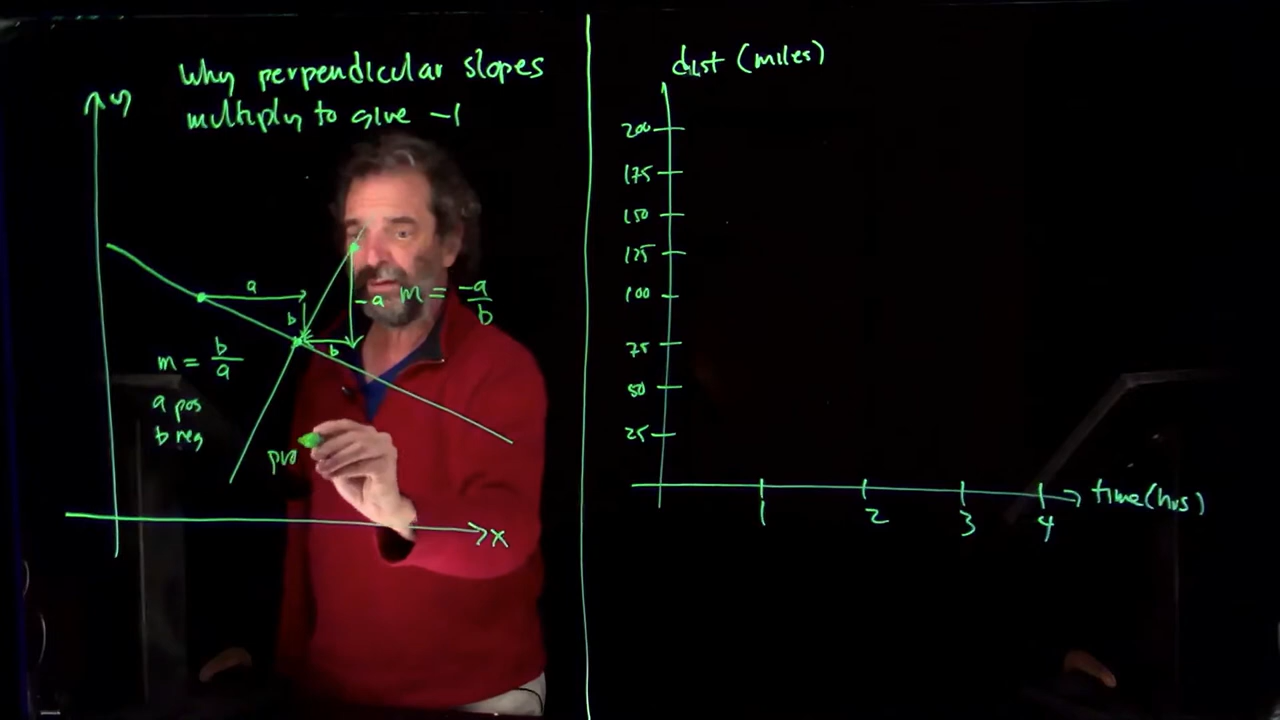 Why perpendicular slopes
multiply to give -1
y
a
b
-a
b
m = -a/b
m = b/a
a pos
b neg
pro
x
dist (miles)
200
175
150
125
100
75
50
25
1 2 3 4
time (hrs)